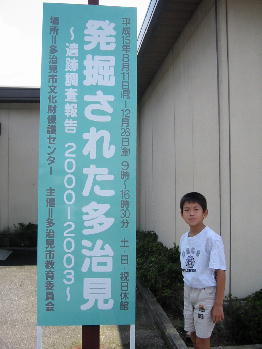 平成15年8月11日(月)~12月26日(金) 9時~16時30分 土・日・祝日休館
発掘された多治見
~遺跡調査報告 2000-2003~
場所=多治見市文化財保護センター 主催=多治見市教育委員会